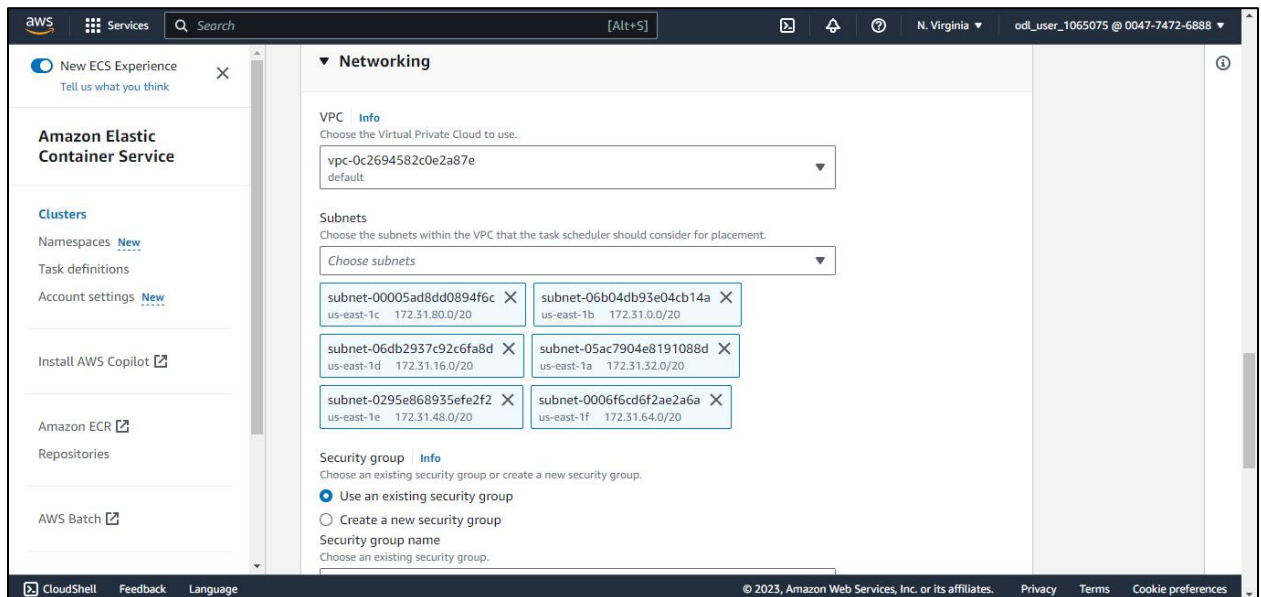 aws Services Search [Alt+S] N. Virginia ▼ odl_user_1065075 @ 0047-7472-6888 ▼
New ECS Experience
Tell us what you think
Amazon Elastic
Container Service
Clusters
Namespaces New
Task definitions
Account settings New
Install AWS Copilot
Amazon ECR
Repositories
AWS Batch
▼ Networking
VPC Info
Choose the Virtual Private Cloud to use.
vpc-0c2694582c0e2a87e
default
Subnets
Choose the subnets within the VPC that the task scheduler should consider for placement.
Choose subnets
subnet-00005ad8dd0894f6c subnet-06b04db93e04cb14a
us-east-1c 172.31.80.0/20 us-east-1b 172.31.0.0/20
subnet-06db2937c92c6fa8d subnet-05ac7904e8191088d
us-east-1d 172.31.16.0/20 us-east-1a 172.31.32.0/20
subnet-0295e868935efe2f2 subnet-0006f6cd6f2ae2a6a
us-east-1e 172.31.48.0/20 us-east-1f 172.31.64.0/20
Security group Info
Choose an existing security group or create a new security group.
Use an existing security group
Create a new security group
Security group name
Choose an existing security group.
CloudShell Feedback Language © 2023, Amazon Web Services, Inc. or its affiliates. Privacy Terms Cookie preferences